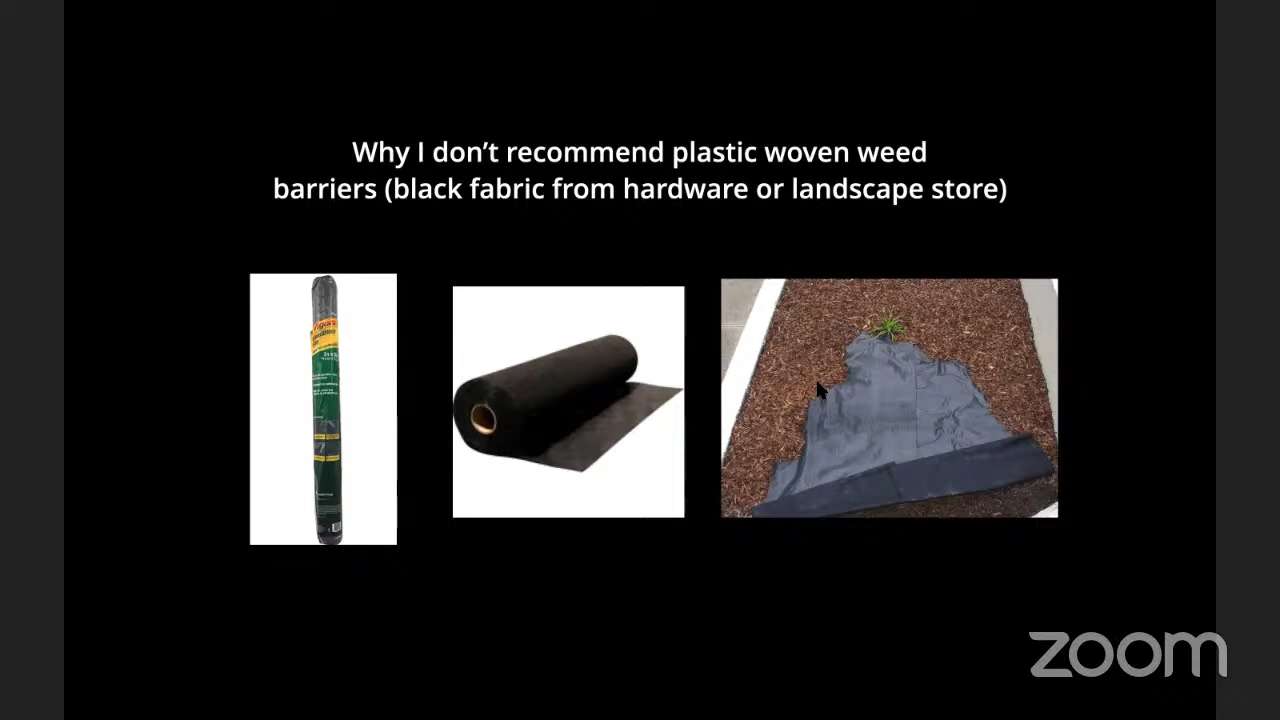 Why I don’t recommend plastic woven weed
barriers (black fabric from hardware or landscape store)
zoom